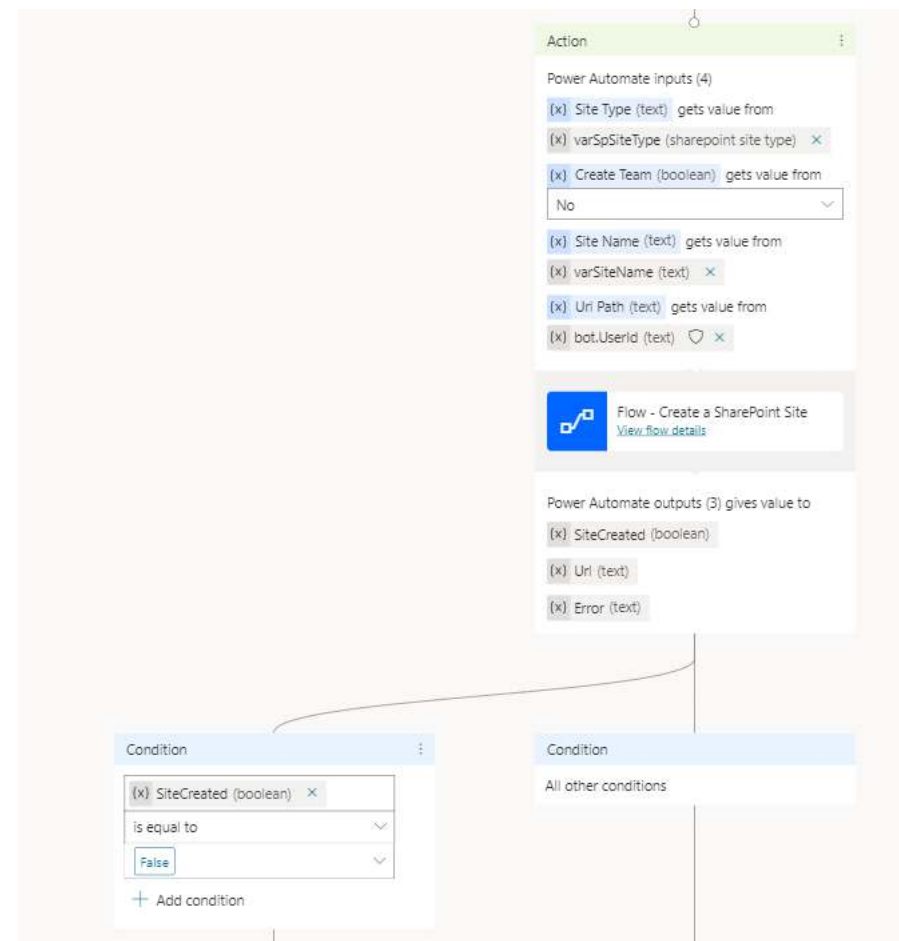 Action
Power Automate inputs (4)
(x) Site Type (text) gets value from
(x) varSpSiteType (sharepoint site type) ×
(x) Create Team (boolean) gets value from
No
(x) Site Name (text) gets value from
(x) varSiteName (text) ×
(x) Url Path (text) gets value from
(x) bot.UserId (text) ×
Flow - Create a SharePoint Site
View flow details
Power Automate outputs (3) gives value to
(x) SiteCreated (boolean)
(x) Url (text)
(x) Error (text)
Condition
(x) SiteCreated (boolean) ×
is equal to
False
+ Add condition
Condition
All other conditions